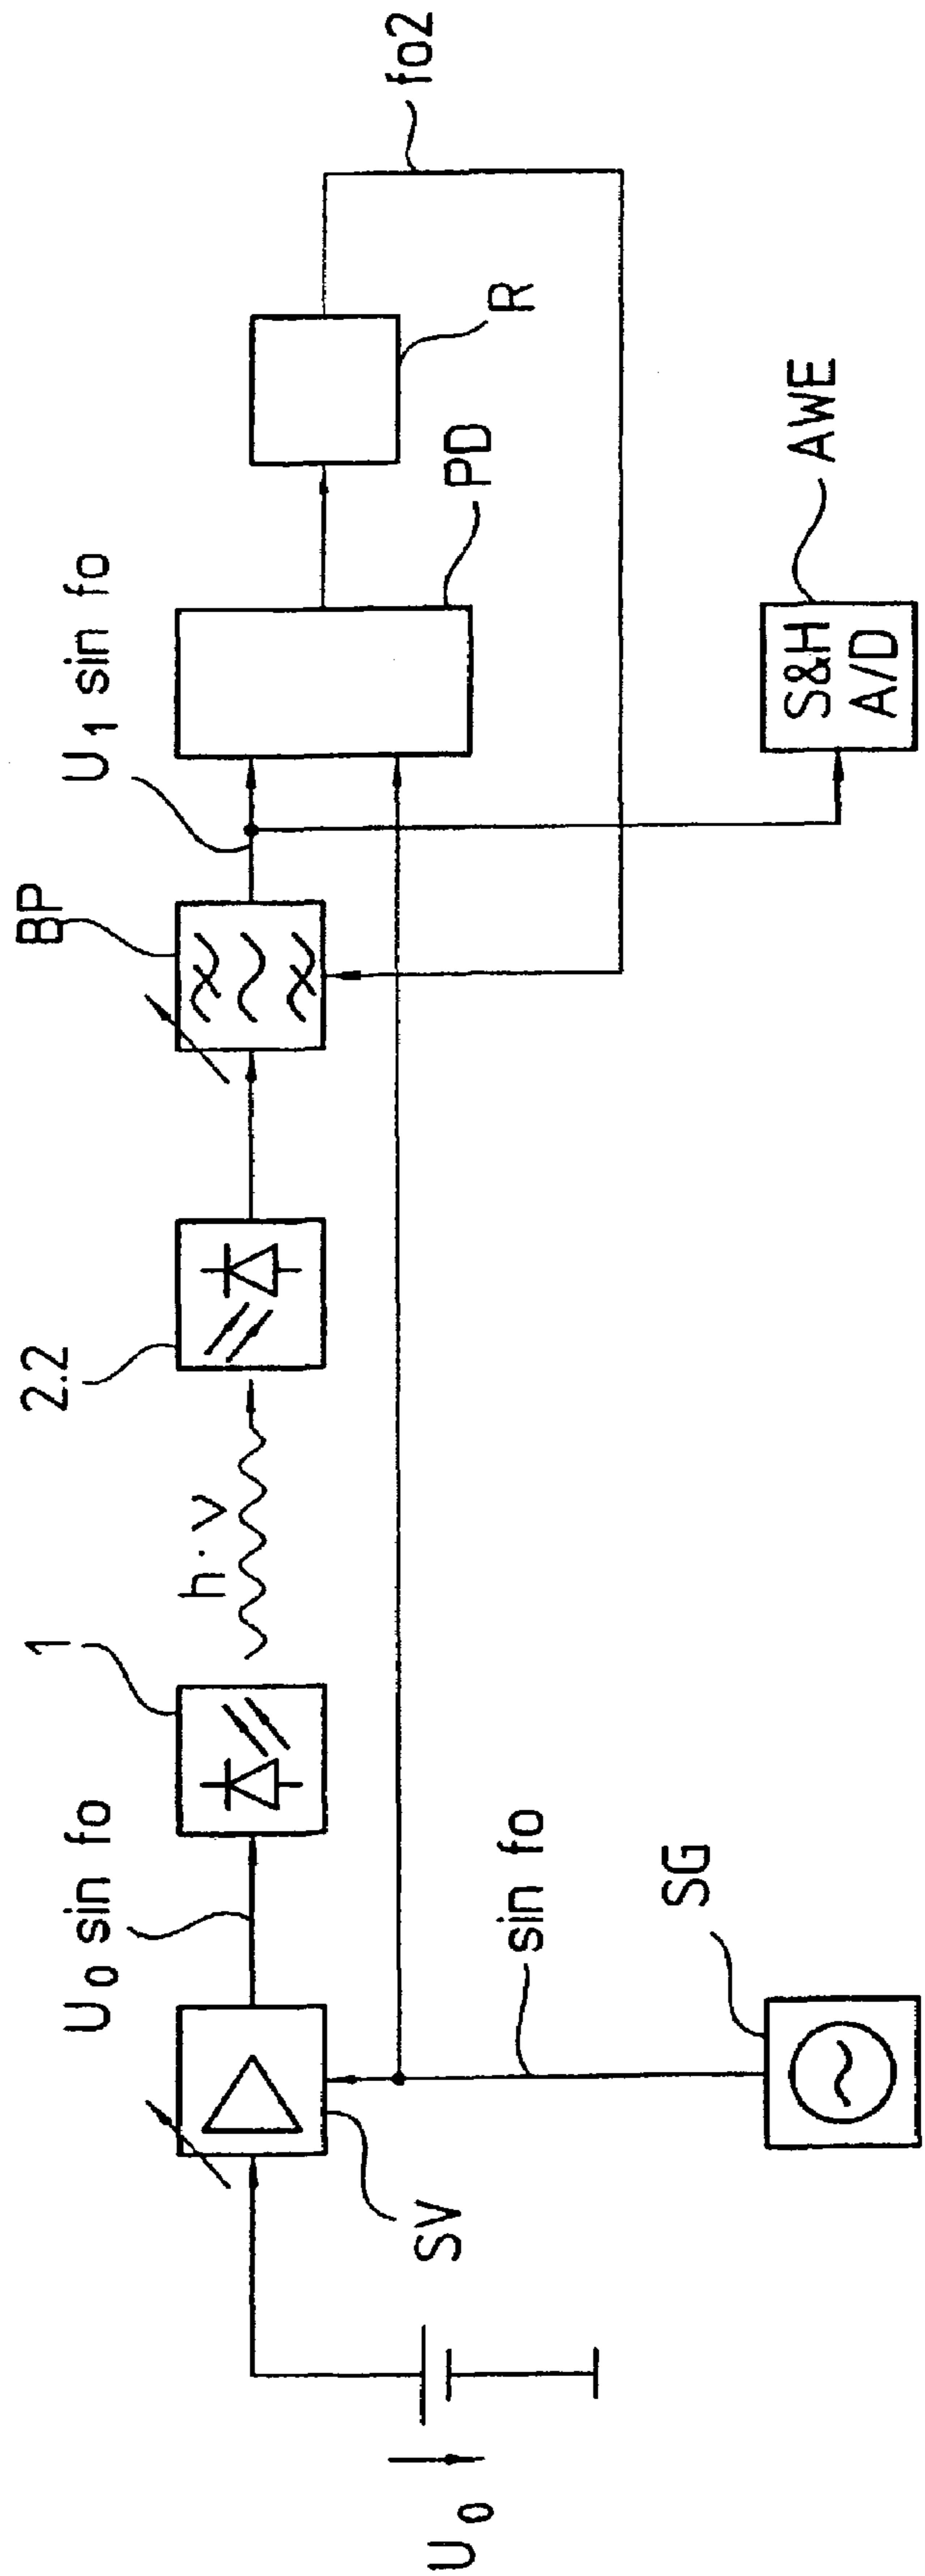 U0
SV
U0 sin fo
1
h·ν
2.2
BP
U1 sin fo
PD
R
fo2
sin fo
SG
S&H
A/D
AWE